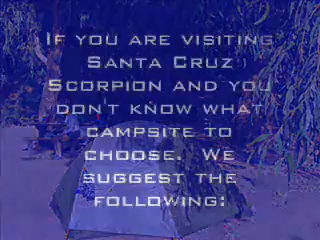 If you are visiting
Santa Cruz
Scorpion and you
don't know what
campsite to
choose. We
suggest the
following: